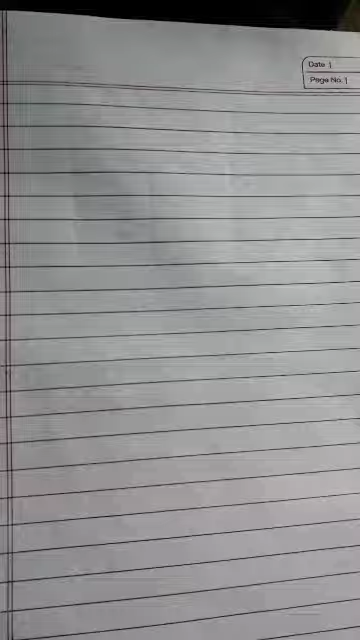 Date |
Page No. |